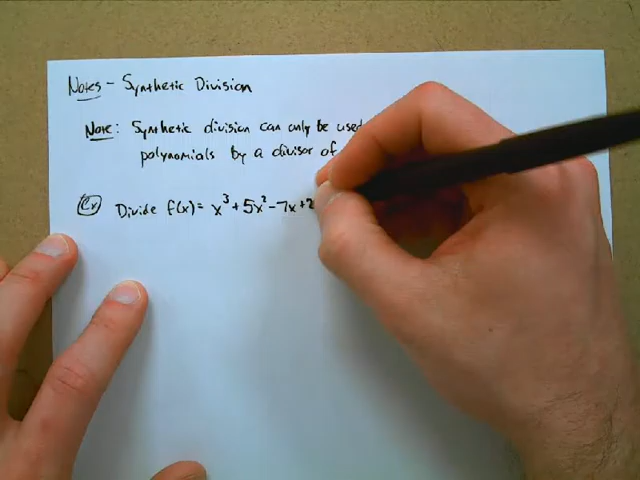 Notes - Synthetic Division
Note: Synthetic division can only be used
polynomials by a divisor of
Ex Divide f(x) = x³ + 5x² - 7x + 2